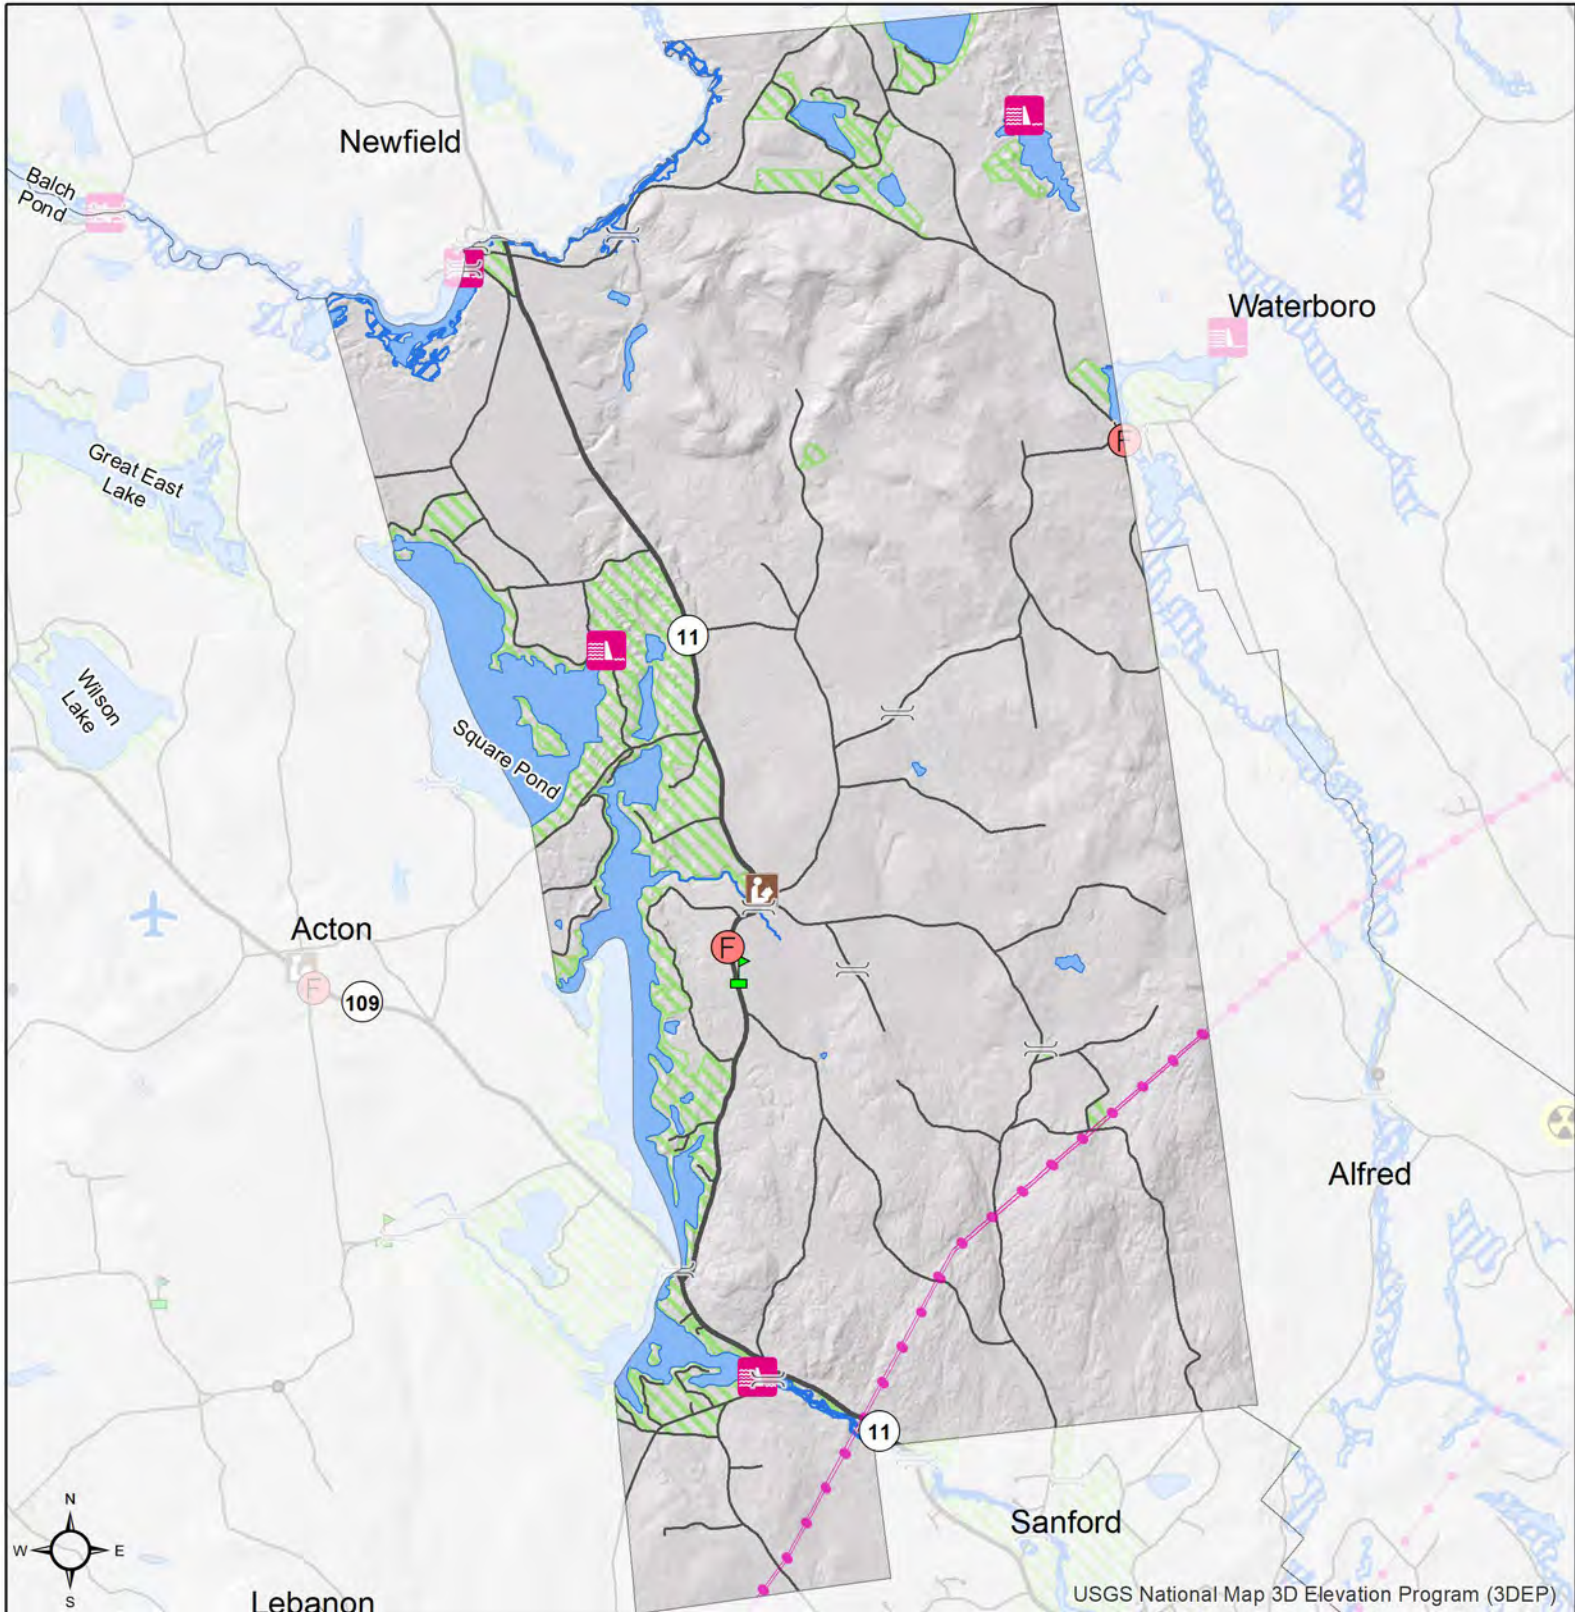 Newfield
Balch
Pond
Waterboro
F
Great East
Lake
11
Wilson
Lake
Square Pond
Acton
F
F
109
Alfred
11
N
W
E
S
Sanford
Lebanon
USGS National Map 3D Elevation Program (3DEP)